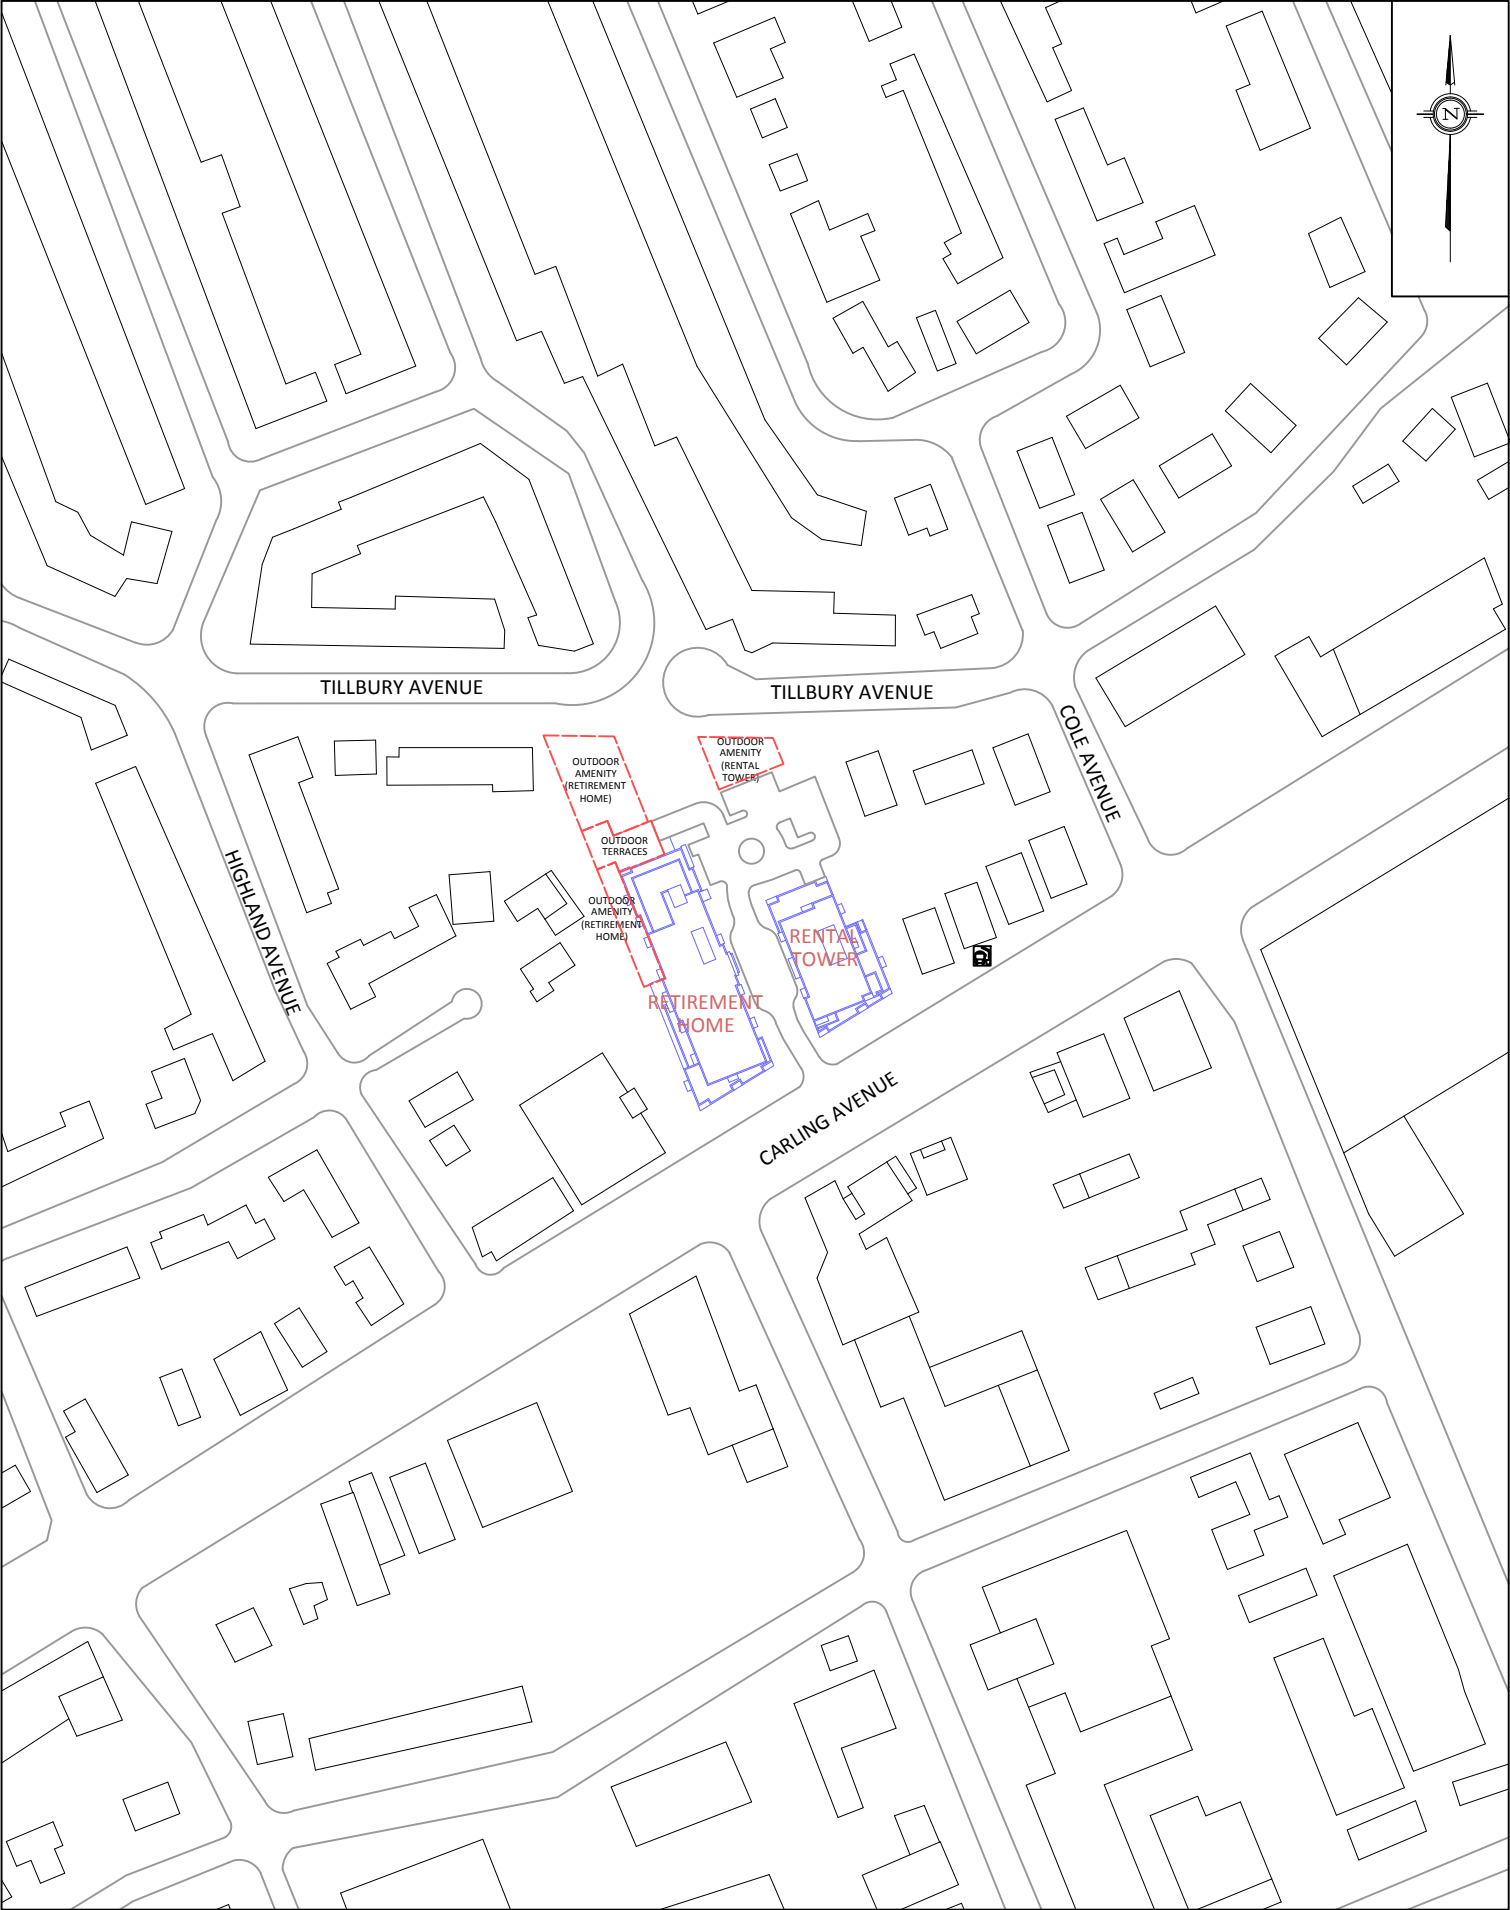 N
TILLBURY AVENUE
TILLBURY AVENUE
COLE AVENUE
OUTDOOR
AMENITY
(RENTAL
TOWER)
OUTDOOR
AMENITY
(RETIREMENT
HOME)
OUTDOOR
TERRACES
HIGHLAND AVENUE
OUTDOOR
AMENITY
(RETIREMENT
HOME)
RENTAL
TOWER
RETIREMENT
HOME
CARLING AVENUE